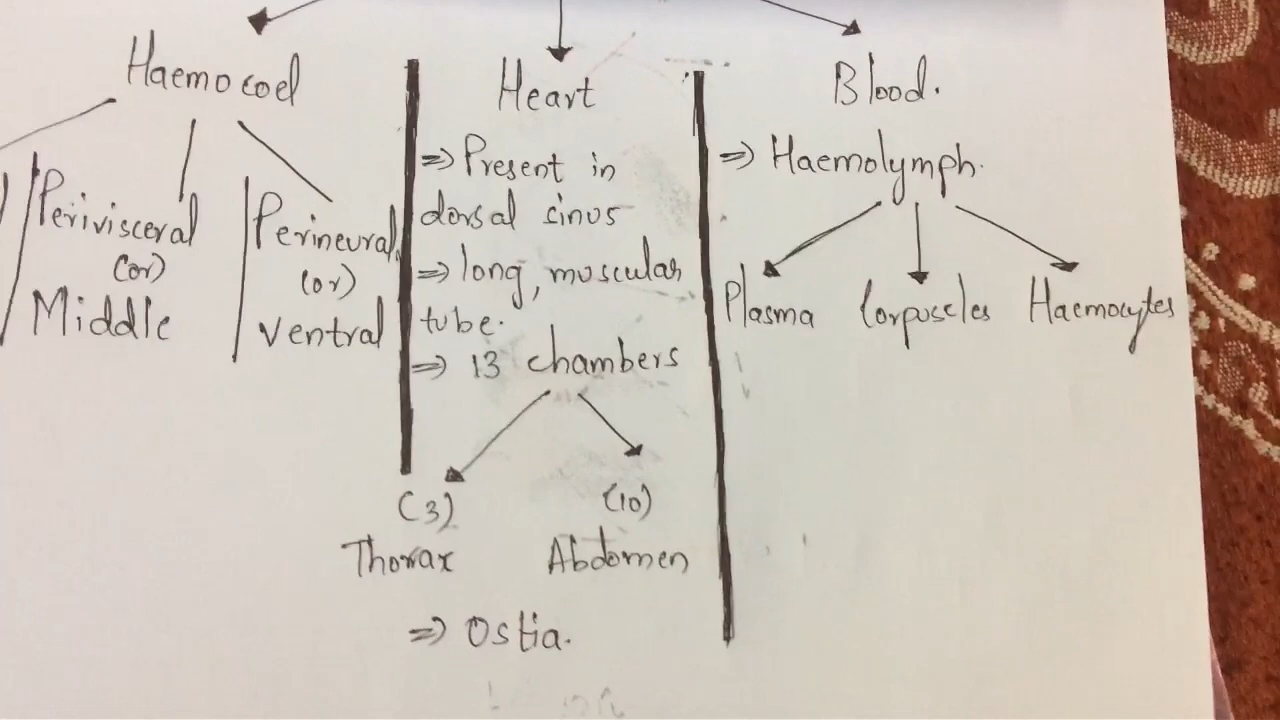 Haemocoel
Perivisceral
(or)
Middle
Perineural
(or)
ventral
Heart
⇒ Present in
dorsal sinus
⇒ long, muscular
tube.
⇒ 13 chambers
(3)
Thorax
(10)
Abdomen
⇒ Ostia.
Blood.
⇒ Haemolymph.
Plasma
Corpuscles
Haemocytes